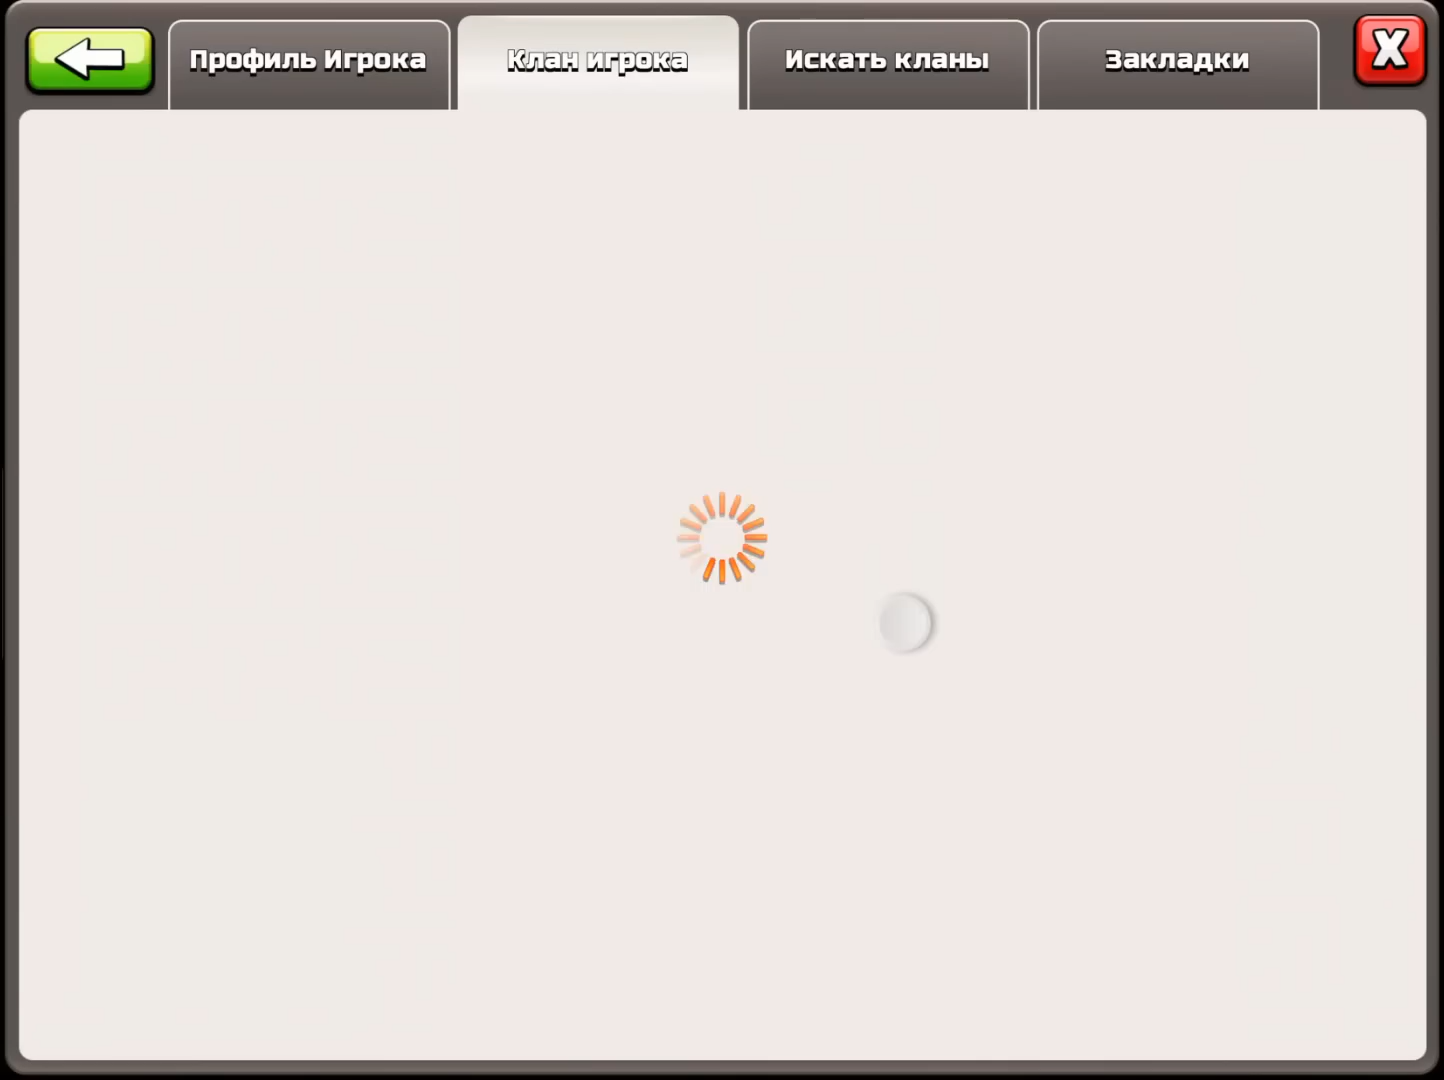 Профиль Игрока
Клан игрока
Искать кланы
Закладки
X